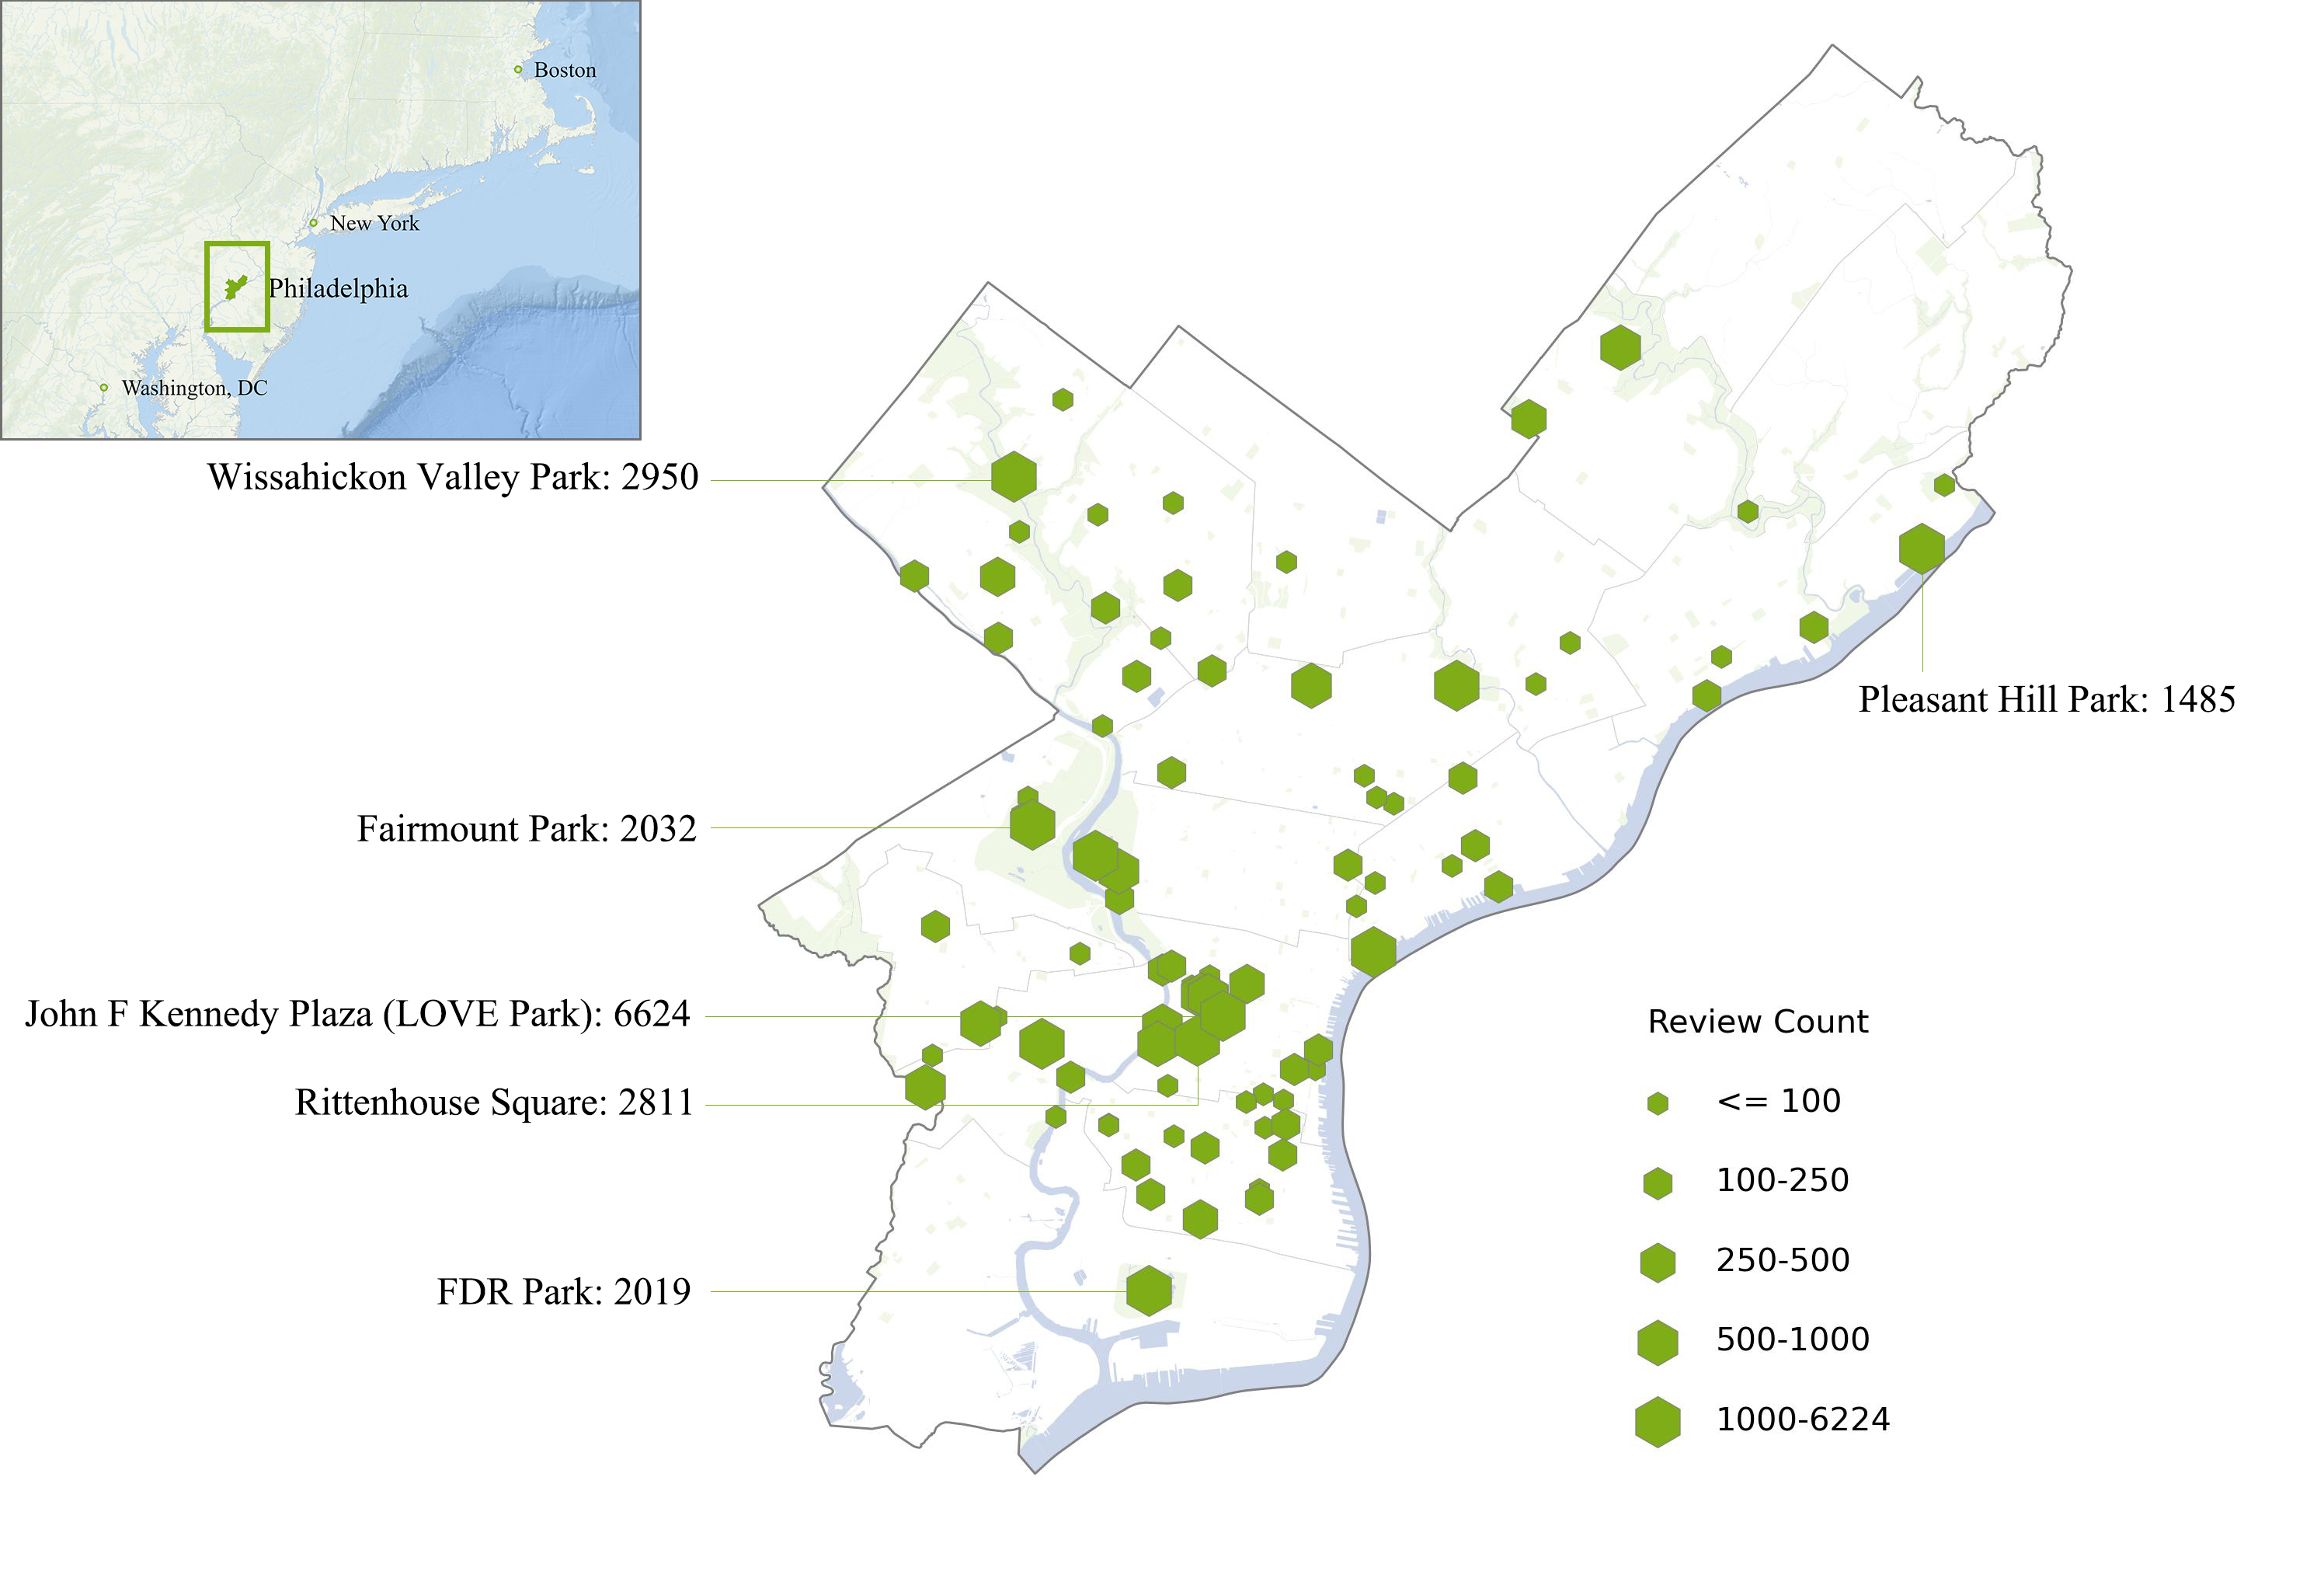 Boston
New York
Philadelphia
Washington, DC
Wissahickon Valley Park: 2950
Pleasant Hill Park: 1485
Fairmount Park: 2032
John F Kennedy Plaza (LOVE Park): 6624
Rittenhouse Square: 2811
FDR Park: 2019
Review Count
<= 100
100-250
250-500
500-1000
1000-6224